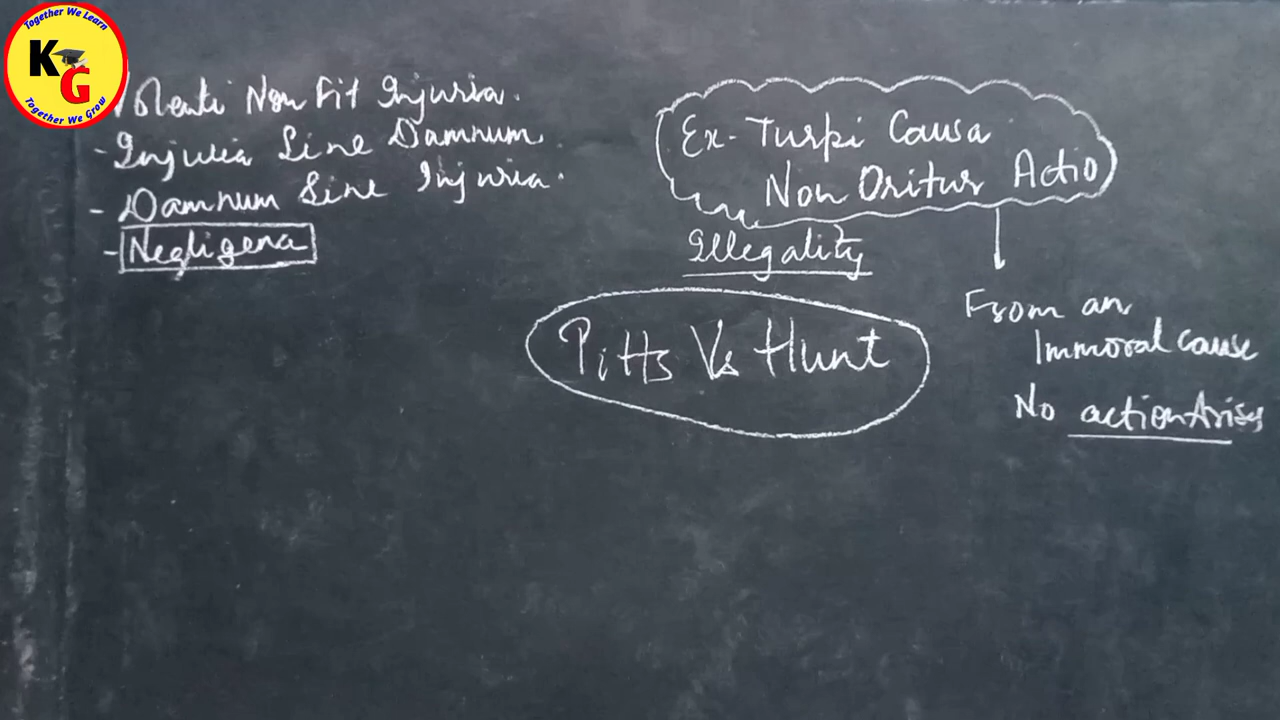 Together We Learn
KG
Together We Grow
Volenti Non Fit Injuria.
- Injuria Sine Damnum.
- Damnum Sine Injuria.
- Negligence
Ex-Turpi Causa
Non Oritur Actio
Illegality
Pitts Vs Hunt
From an
Immoral cause
No action Arises